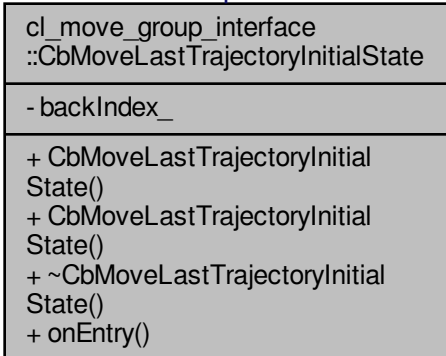 cl_move_group_interface
::CbMoveLastTrajectoryInitialState
- backIndex_
+ CbMoveLastTrajectoryInitial
State()
+ CbMoveLastTrajectoryInitial
State()
+ ~CbMoveLastTrajectoryInitial
State()
+ onEntry()